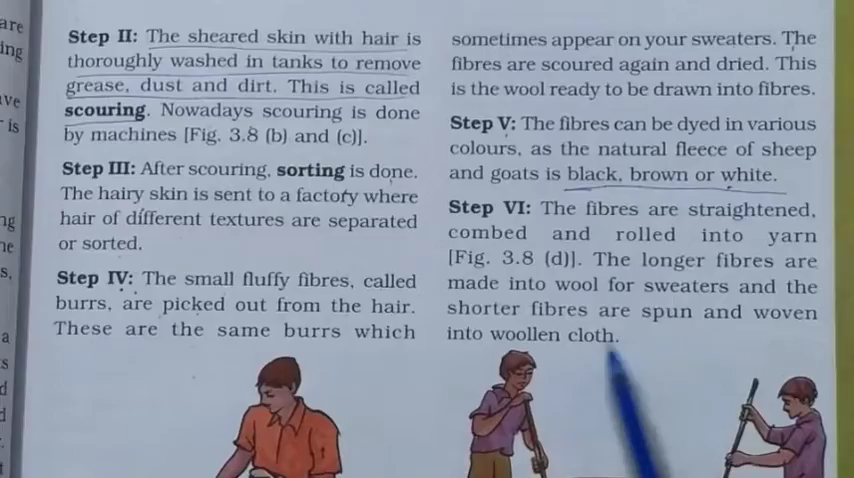 are
ing
ve
is
ng
he
s,
a
s
d
d
Step II: The sheared skin with hair is
thoroughly washed in tanks to remove
grease, dust and dirt. This is called
scouring. Nowadays scouring is done
by machines [Fig. 3.8 (b) and (c)].
Step III: After scouring, sorting is done.
The hairy skin is sent to a factory where
hair of different textures are separated
or sorted.
Step IV: The small fluffy fibres, called
burrs, are picked out from the hair.
These are the same burrs which
sometimes appear on your sweaters. The
fibres are scoured again and dried. This
is the wool ready to be drawn into fibres.
Step V: The fibres can be dyed in various
colours, as the natural fleece of sheep
and goats is black, brown or white.
Step VI: The fibres are straightened,
combed and rolled into yarn
[Fig. 3.8 (d)]. The longer fibres are
made into wool for sweaters and the
shorter fibres are spun and woven
into woollen cloth.